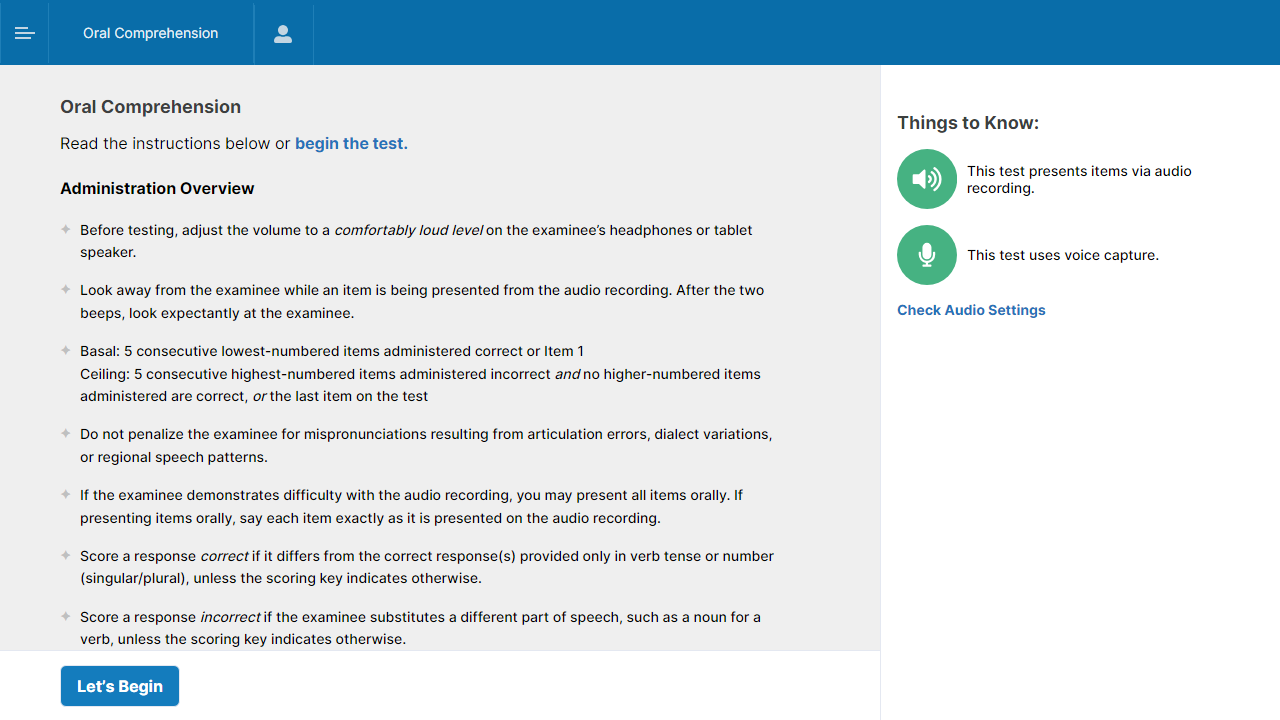 Oral Comprehension
Oral Comprehension
Read the instructions below or begin the test.
Administration Overview
Before testing, adjust the volume to a comfortably loud level on the examinee’s headphones or tablet
speaker.
Look away from the examinee while an item is being presented from the audio recording. After the two
beeps, look expectantly at the examinee.
Basal: 5 consecutive lowest-numbered items administered correct or Item 1
Ceiling: 5 consecutive highest-numbered items administered incorrect and no higher-numbered items
administered are correct, or the last item on the test
Do not penalize the examinee for mispronunciations resulting from articulation errors, dialect variations,
or regional speech patterns.
If the examinee demonstrates difficulty with the audio recording, you may present all items orally. If
presenting items orally, say each item exactly as it is presented on the audio recording.
Score a response correct if it differs from the correct response(s) provided only in verb tense or number
(singular/plural), unless the scoring key indicates otherwise.
Score a response incorrect if the examinee substitutes a different part of speech, such as a noun for a
verb, unless the scoring key indicates otherwise.
Let’s Begin
Things to Know:
This test presents items via audio
recording.
This test uses voice capture.
Check Audio Settings